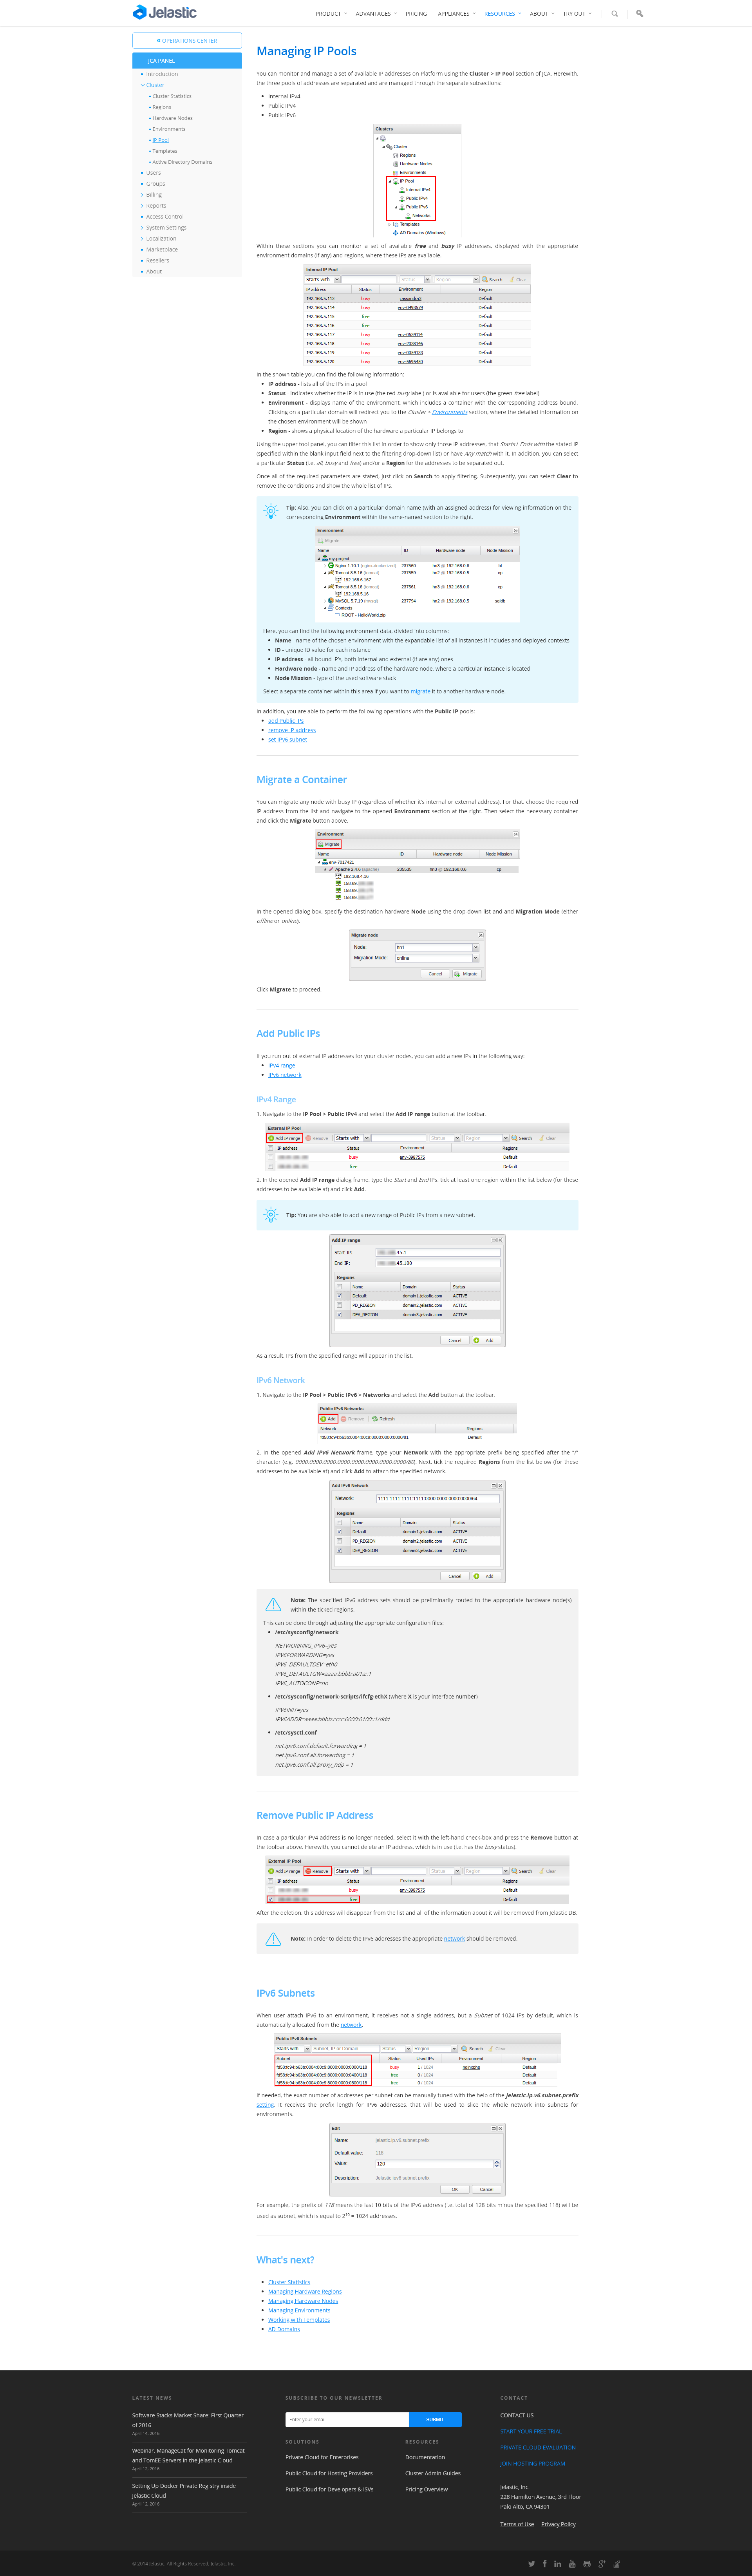 Jelastic
PRODUCT ADVANTAGES PRICING APPLIANCES RESOURCES ABOUT TRY OUT
« OPERATIONS CENTER
JCA PANEL
Introduction
Cluster
Cluster Statistics
Regions
Hardware Nodes
Environments
IP Pool
Templates
Active Directory Domains
Users
Groups
Billing
Reports
Access Control
System Settings
Localization
Marketplace
Resellers
About
Managing IP Pools
You can monitor and manage a set of available IP addresses on Platform using the Cluster > IP Pool section of JCA. Herewith,
the three pools of addresses are separated and are managed through the separate subsections:
Internal IPv4
Public IPv4
Public IPv6
Clusters
Cluster
Regions
Hardware Nodes
Environments
IP Pool
Internal IPv4
Public IPv4
Public IPv6
Networks
Templates
AD Domains (Windows)
Within these sections you can monitor a set of available free and busy IP addresses, displayed with the appropriate
environment domains (if any) and regions, where these IPs are available.
Internal IP Pool
Starts with Status Region Search Clear
IP address Status Environment Region
192.168.5.113 busy cassandra3 Default
192.168.5.114 busy env-0493579 Default
192.168.5.115 free Default
192.168.5.116 free Default
192.168.5.117 busy env-0534114 Default
192.168.5.118 busy env-2038146 Default
192.168.5.119 busy env-0094133 Default
192.168.5.120 busy env-5693450 Default
In the shown table you can find the following information:
IP address - lists all of the IPs in a pool
Status - indicates whether the IP is in use (the red busy label) or is available for users (the green free label)
Environment - displays name of the environment, which includes a container with the corresponding address bound.
Clicking on a particular domain will redirect you to the Cluster > Environments section, where the detailed information on
the chosen environment will be shown
Region - shows a physical location of the hardware a particular IP belongs to
Using the upper tool panel, you can filter this list in order to show only those IP addresses, that Starts / Ends with the stated IP
(specified within the blank input field next to the filtering drop-down list) or have Any match with it. In addition, you can select
a particular Status (i.e. all, busy and free) and/or a Region for the addresses to be separated out.
Once all of the required parameters are stated, just click on Search to apply filtering. Subsequently, you can select Clear to
remove the conditions and show the whole list of IPs.
Tip: Also, you can click on a particular domain name (with an assigned address) for viewing information on the
corresponding Environment within the same-named section to the right.
Environment
Migrate
Name ID Hardware node Node Mission
my-project
Nginx 1.10.1 (nginx-dockerized) 237560 hn3 @ 192.168.0.6 bl
Tomcat 8.5.16 (tomcat) 237559 hn2 @ 192.168.0.5 cp
192.168.6.167
Tomcat 8.5.16 (tomcat) 237561 hn3 @ 192.168.0.6 cp
192.168.5.16
MySQL 5.7.19 (mysql) 237794 hn2 @ 192.168.0.5 sqldb
Contexts
ROOT - HelloWorld.zip
Here, you can find the following environment data, divided into columns:
Name - name of the chosen environment with the expandable list of all instances it includes and deployed contexts
ID - unique ID value for each instance
IP address - all bound IP's, both internal and external (if are any) ones
Hardware node - name and IP address of the hardware node, where a particular instance is located
Node Mission - type of the used software stack
Select a separate container within this area if you want to migrate it to another hardware node.
In addition, you are able to perform the following operations with the Public IP pools:
add Public IPs
remove IP address
set IPv6 subnet
Migrate a Container
You can migrate any node with busy IP (regardless of whether it's internal or external address). For that, choose the required
IP address from the list and navigate to the opened Environment section at the right. Then select the necessary container
and click the Migrate button above.
Environment
Migrate
Name ID Hardware node Node Mission
env-7017421
Apache 2.4.6 (apache) 235535 hn3 @ 192.168.0.6 cp
192.168.4.16
158.69.
158.69.
158.69.
In the opened dialog box, specify the destination hardware Node using the drop-down list and and Migration Mode (either
offline or online).
Migrate node
Node: hn1
Migration Mode: online
Cancel Migrate
Click Migrate to proceed.
Add Public IPs
If you run out of external IP addresses for your cluster nodes, you can add a new IPs in the following way:
IPv4 range
IPv6 network
IPv4 Range
1. Navigate to the IP Pool > Public IPv4 and select the Add IP range button at the toolbar.
External IP Pool
Add IP range Remove Starts with Status Region Search Clear
IP address Status Environment Regions
busy env-3987575 Default
free Default
2. In the opened Add IP range dialog frame, type the Start and End IPs, tick at least one region within the list below (for these
addresses to be available at) and click Add.
Tip: You are also able to add a new range of Public IPs from a new subnet.
Add IP range
Start IP: .45.1
End IP: .45.100
Regions
Name Domain Status
Default domain1.jelastic.com ACTIVE
PD_REGION domain2.jelastic.com ACTIVE
DEV_REGION domain3.jelastic.com ACTIVE
Cancel Add
As a result, IPs from the specified range will appear in the list.
IPv6 Network
1. Navigate to the IP Pool > Public IPv6 > Networks and select the Add button at the toolbar.
Public IPv6 Networks
Add Remove Refresh
Network Regions
fd58:fc94:b63b:0004:00c9:8000:0000:0000/81 Default
2. In the opened Add IPv6 Network frame, type your Network with the appropriate prefix being specified after the "/"
character (e.g. 0000:0000:0000:0000:0000:0000:0000:0000/80). Next, tick the required Regions from the list below (for these
addresses to be available at) and click Add to attach the specified network.
Add IPv6 Network
Network: 1111:1111:1111:1111:0000:0000:0000:0000/64
Regions
Name Domain Status
Default domain1.jelastic.com ACTIVE
PD_REGION domain2.jelastic.com ACTIVE
DEV_REGION domain3.jelastic.com ACTIVE
Cancel Add
Note: The specified IPv6 address sets should be preliminarily routed to the appropriate hardware node(s)
within the ticked regions.
This can be done through adjusting the appropriate configuration files:
/etc/sysconfig/network
NETWORKING_IPV6=yes
IPV6FORWARDING=yes
IPV6_DEFAULTDEV=eth0
IPV6_DEFAULTGW=aaaa:bbbb:a01a::1
IPV6_AUTOCONF=no
/etc/sysconfig/network-scripts/ifcfg-ethX (where X is your interface number)
IPV6INIT=yes
IPV6ADDR=aaaa:bbbb:cccc:0000:0100::1/ddd
/etc/sysctl.conf
net.ipv6.conf.default.forwarding = 1
net.ipv6.conf.all.forwarding = 1
net.ipv6.conf.all.proxy_ndp = 1
Remove Public IP Address
In case a particular IPv4 address is no longer needed, select it with the left-hand check-box and press the Remove button at
the toolbar above. Herewith, you cannot delete an IP address, which is in use (i.e. has the busy status).
External IP Pool
Add IP range Remove Starts with Status Region Search Clear
IP address Status Environment Regions
busy env-3987575 Default
free Default
After the deletion, this address will disappear from the list and all of the information about it will be removed from Jelastic DB.
Note: In order to delete the IPv6 addresses the appropriate network should be removed.
IPv6 Subnets
When user attach IPv6 to an environment, it receives not a single address, but a Subnet of 1024 IPs by default, which is
automatically allocated from the network.
Public IPv6 Subnets
Starts with Subnet, IP or Domain Status Region Search Clear
Subnet Status Used IPs Environment Region
fd58:fc94:b63b:0004:00c9:8000:0000:0000/118 busy 1 / 1024 nginxphp Default
fd58:fc94:b63b:0004:00c9:8000:0000:0400/118 free 0 / 1024 Default
fd58:fc94:b63b:0004:00c9:8000:0000:0800/118 free 0 / 1024 Default
If needed, the exact number of addresses per subnet can be manually tuned with the help of the jelastic.ip.v6.subnet.prefix
setting. It receives the prefix length for IPv6 addresses, that will be used to slice the whole network into subnets for
environments.
Edit
Name: jelastic.ip.v6.subnet.prefix
Default value: 118
Value: 120
Description: Jelastic ipv6 subnet prefix
OK Cancel
For example, the prefix of 118 means the last 10 bits of the IPv6 address (i.e. total of 128 bits minus the specified 118) will be
used as subnet, which is equal to 2^10 = 1024 addresses.
What's next?
Cluster Statistics
Managing Hardware Regions
Managing Hardware Nodes
Managing Environments
Working with Templates
AD Domains
LATEST NEWS
Software Stacks Market Share: First Quarter
of 2016
April 14, 2016
Webinar: ManageCat for Monitoring Tomcat
and TomEE Servers in the Jelastic Cloud
April 12, 2016
Setting Up Docker Private Registry inside
Jelastic Cloud
April 12, 2016
SUBSCRIBE TO OUR NEWSLETTER
Enter your email SUBMIT
SOLUTIONS
Private Cloud for Enterprises
Public Cloud for Hosting Providers
Public Cloud for Developers & ISVs
RESOURCES
Documentation
Cluster Admin Guides
Pricing Overview
CONTACT
CONTACT US
START YOUR FREE TRIAL
PRIVATE CLOUD EVALUATION
JOIN HOSTING PROGRAM
Jelastic, Inc.
228 Hamilton Avenue, 3rd Floor
Palo Alto, CA 94301
Terms of Use Privacy Policy
© 2014 Jelastic. All Rights Reserved, Jelastic, Inc.